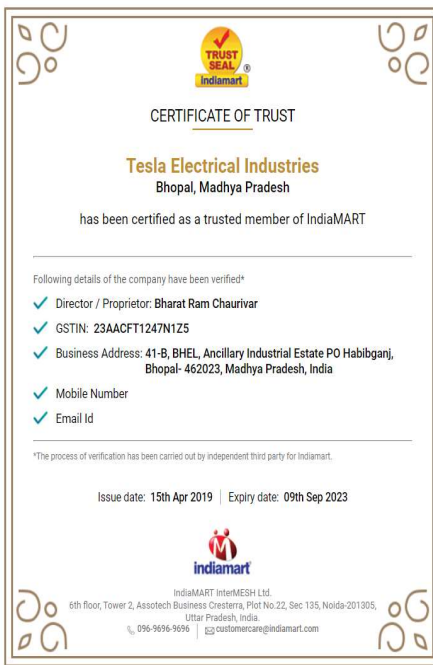 TRUST
SEAL
indiamart
®
CERTIFICATE OF TRUST
Tesla Electrical Industries
Bhopal, Madhya Pradesh
has been certified as a trusted member of IndiaMART
Following details of the company have been verified*
Director / Proprietor: Bharat Ram Chaurivar
GSTIN: 23AACFT1247N1Z5
Business Address: 41-B, BHEL, Ancillary Industrial Estate PO Habibganj,
Bhopal- 462023, Madhya Pradesh, India
Mobile Number
Email Id
*The process of verification has been carried out by independent third party for Indiamart.
Issue date: 15th Apr 2019 | Expiry date: 09th Sep 2023
indiamart
IndiaMART InterMESH Ltd.
6th floor, Tower 2, Assotech Business Cresterra, Plot No.22, Sec 135, Noida-201305,
Uttar Pradesh, India.
096-9696-9696 | customercare@indiamart.com